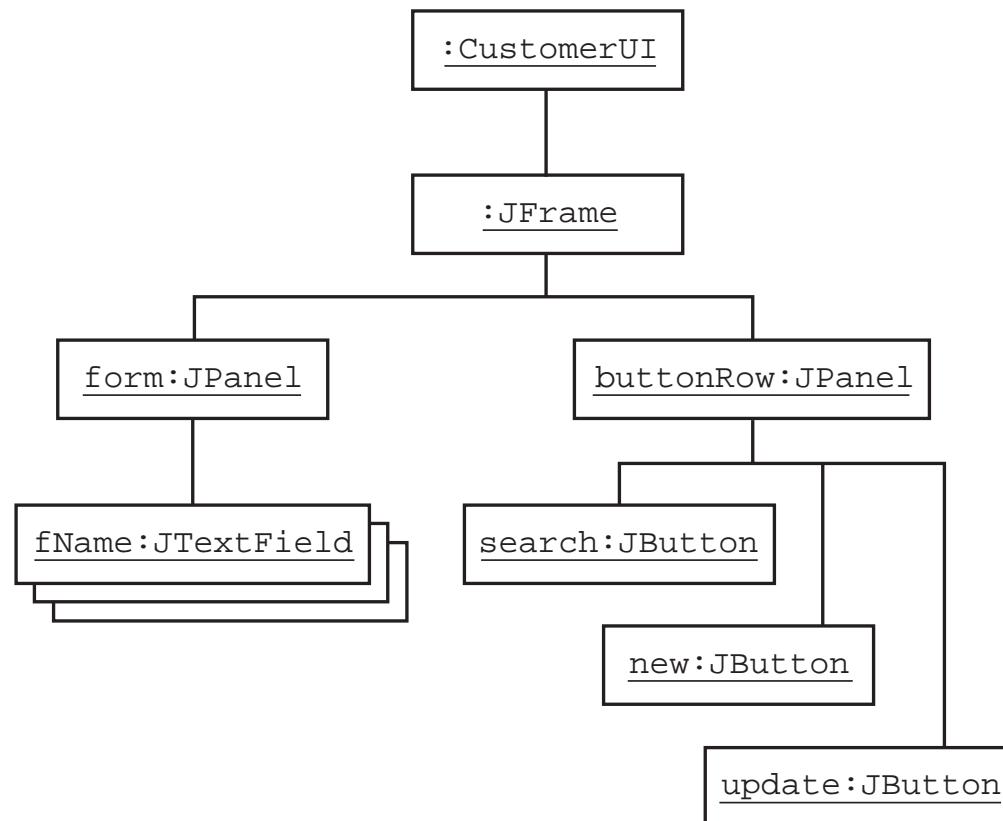 :CustomerUI
:JFrame
form:JPanel
buttonRow:JPanel
fName:JTextField
search:JButton
new:JButton
update:JButton